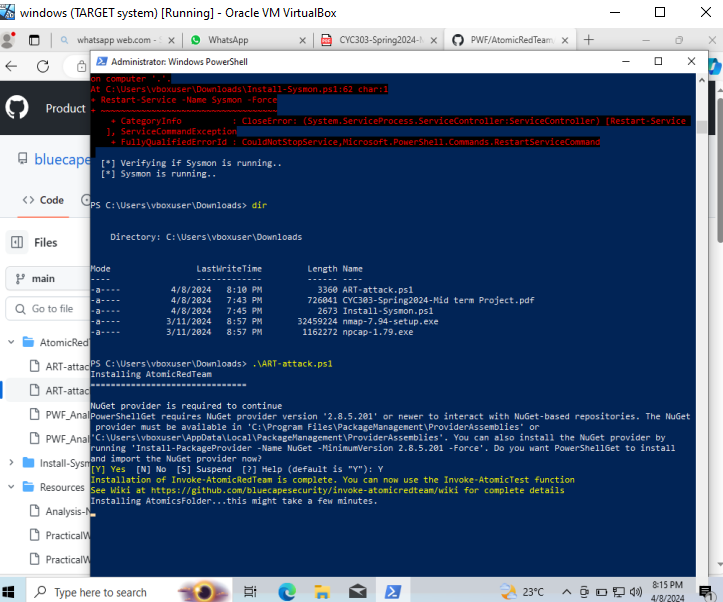 windows (TARGET system) [Running] - Oracle VM VirtualBox
whatsapp web.com -
WhatsApp
CYC303-Spring2024-
PWF/AtomicRedTeam
Administrator: Windows PowerShell
Product
bluecape
Code
Files
main
Go to file
AtomicRed
ART-attac
ART-attac
PWF_Anal
PWF_Anal
Install-Sysm
Resources
Analysis-N
PracticalW
PracticalW
on computer '.'.
At C:\Users\vboxuser\Downloads\Install-Sysmon.ps1:62 char:1
+ Restart-Service -Name Sysmon -Force
+ ~~~~~~~~~~~~~~~~~~~~~~~~~~~~~~~~~~~
+ CategoryInfo : CloseError: (System.ServiceProcess.ServiceController:ServiceController) [Restart-Service
], ServiceCommandException
+ FullyQualifiedErrorId : CouldNotStopService,Microsoft.PowerShell.Commands.RestartServiceCommand
[*] Verifying if Sysmon is running..
[*] Sysmon is running..
PS C:\Users\vboxuser\Downloads> dir
Directory: C:\Users\vboxuser\Downloads
Mode LastWriteTime Length Name
---- ------------- ------ ----
-a---- 4/8/2024 8:10 PM 3360 ART-attack.ps1
-a---- 4/8/2024 7:43 PM 726041 CYC303-Spring2024-Mid term Project.pdf
-a---- 4/8/2024 7:45 PM 2673 Install-Sysmon.ps1
-a---- 3/11/2024 8:57 PM 32459224 nmap-7.94-setup.exe
-a---- 3/11/2024 8:57 PM 1162272 npcap-1.79.exe
PS C:\Users\vboxuser\Downloads> .\ART-attack.ps1
Installing AtomicRedTeam
===============================
NuGet provider is required to continue
PowerShellGet requires NuGet provider version '2.8.5.201' or newer to interact with NuGet-based repositories. The NuGet
provider must be available in 'C:\Program Files\PackageManagement\ProviderAssemblies' or
'C:\Users\vboxuser\AppData\Local\PackageManagement\ProviderAssemblies'. You can also install the NuGet provider by
running 'Install-PackageProvider -Name NuGet -MinimumVersion 2.8.5.201 -Force'. Do you want PowerShellGet to install
and import the NuGet provider now?
[Y] Yes [N] No [S] Suspend [?] Help (default is "Y"): Y
Installation of Invoke-AtomicRedTeam is complete. You can now use the Invoke-AtomicTest function
See Wiki at https://github.com/bluecapesecurity/invoke-atomicredteam/wiki for complete details
Installing AtomicsFolder...this might take a few minutes.
Type here to search
23°C
8:15 PM
4/8/2024
1